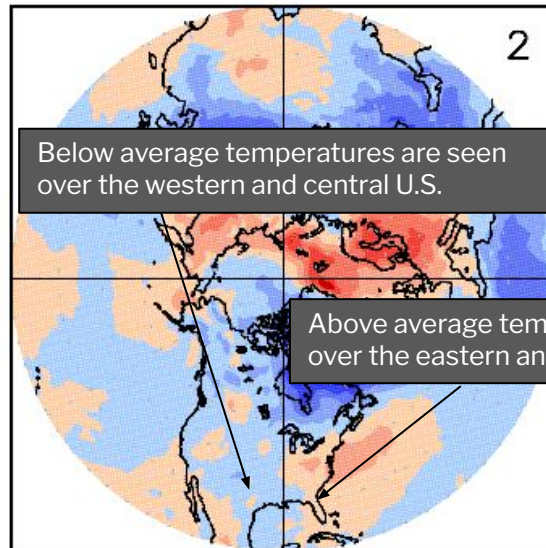 2
Below average temperatures are seen
over the western and central U.S.
Above average tem
over the eastern an